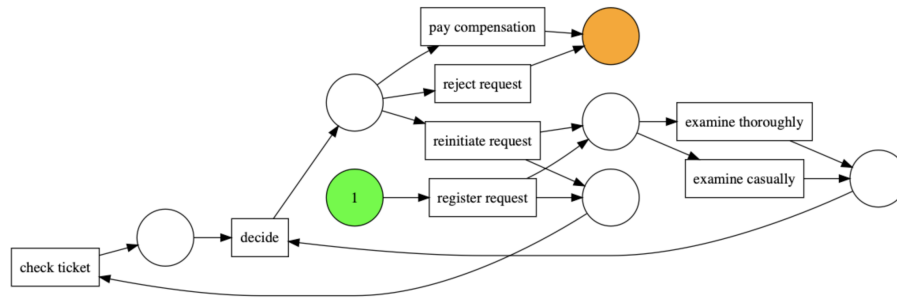 pay compensation
reject request
reinitiate request
examine thoroughly
examine casually
1
register request
decide
check ticket